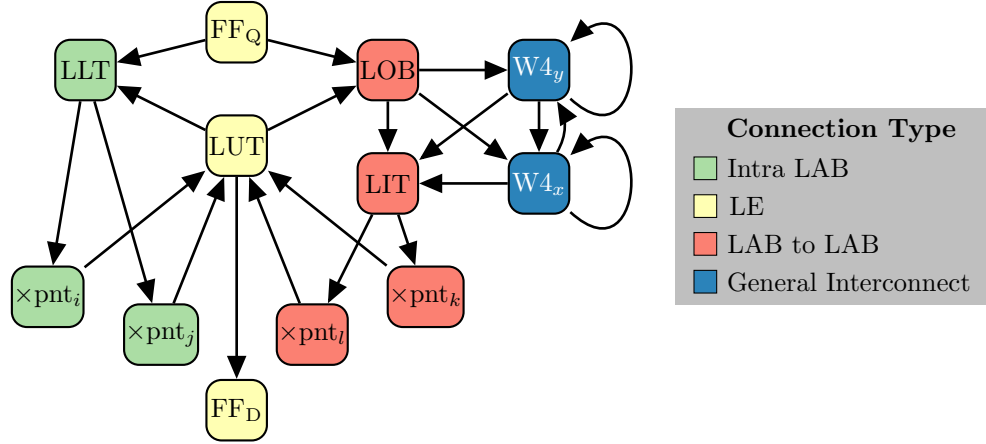 FF_Q
LLT
LOB
W4_y
LUT
LIT
W4_x
×pnt_i
×pnt_j
×pnt_l
×pnt_k
FF_D
Connection Type
Intra LAB
LE
LAB to LAB
General Interconnect